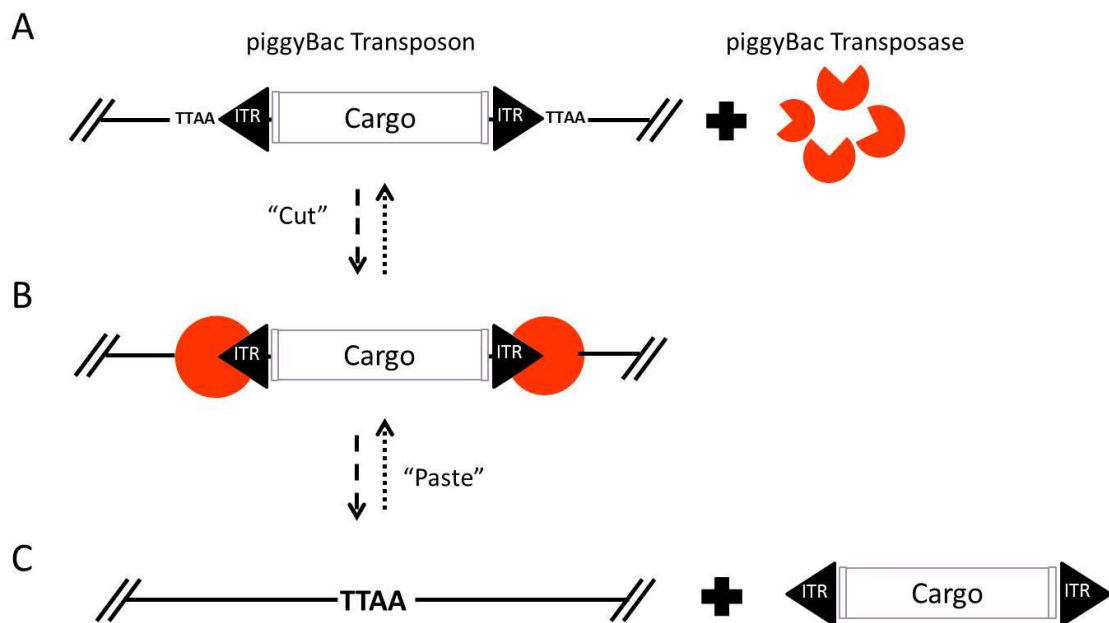 A
piggyBac Transposon
piggyBac Transposase
TTAA ITR Cargo ITR TTAA
“Cut”
B
ITR Cargo ITR
“Paste”
C
TTAA
ITR Cargo ITR